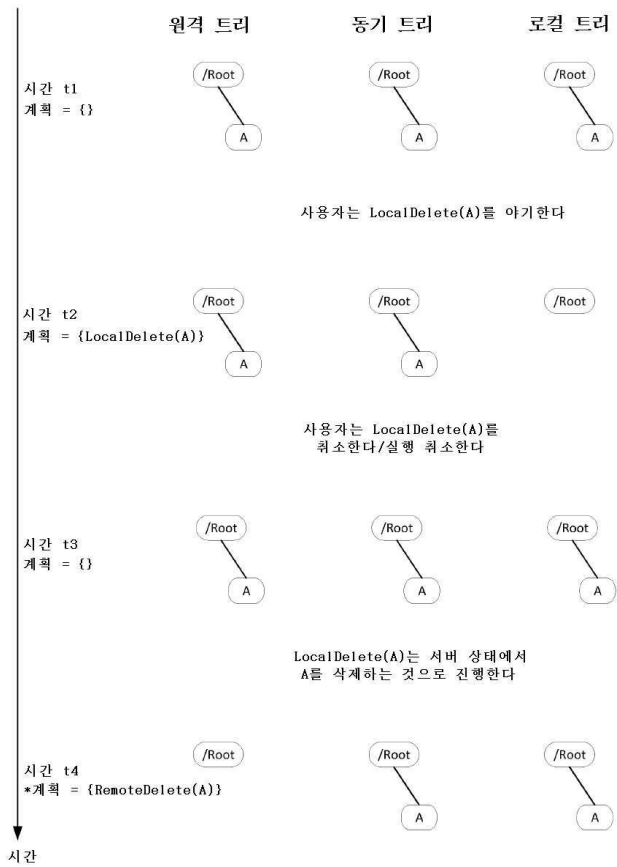 원격 트리 동기 트리 로컬 트리
/Root /Root /Root
시간 t1
계획 = {}
A A A
사용자는 LocalDelete(A)를 야기한다
/Root /Root /Root
시간 t2
계획 = {LocalDelete(A)}
A A
사용자는 LocalDelete(A)를
취소한다/실행 취소한다
/Root /Root /Root
시간 t3
계획 = {}
A A A
LocalDelete(A)는 서버 상태에서
A를 삭제하는 것으로 진행한다
/Root /Root /Root
시간 t4
*계획 = {RemoteDelete(A)}
A A
시간